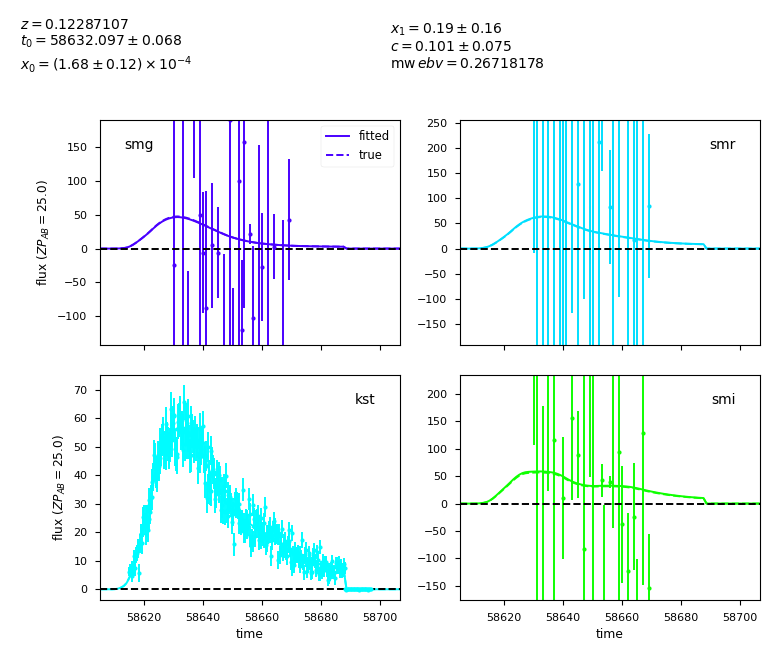 z = 0.12287107
t₀ = 58632.097 ± 0.068
x₀ = (1.68 ± 0.12) × 10⁻⁴
x₁ = 0.19 ± 0.16
c = 0.101 ± 0.075
mw ebv = 0.26718178
smg
fitted
true
150
100
50
0
−50
−100
flux (ZP_AB = 25.0)
smr
250
200
150
100
50
0
−50
−100
−150
kst
70
60
50
40
30
20
10
0
flux (ZP_AB = 25.0)
58620 58640 58660 58680 58700
time
smi
200
150
100
50
0
−50
−100
−150
58620 58640 58660 58680 58700
time